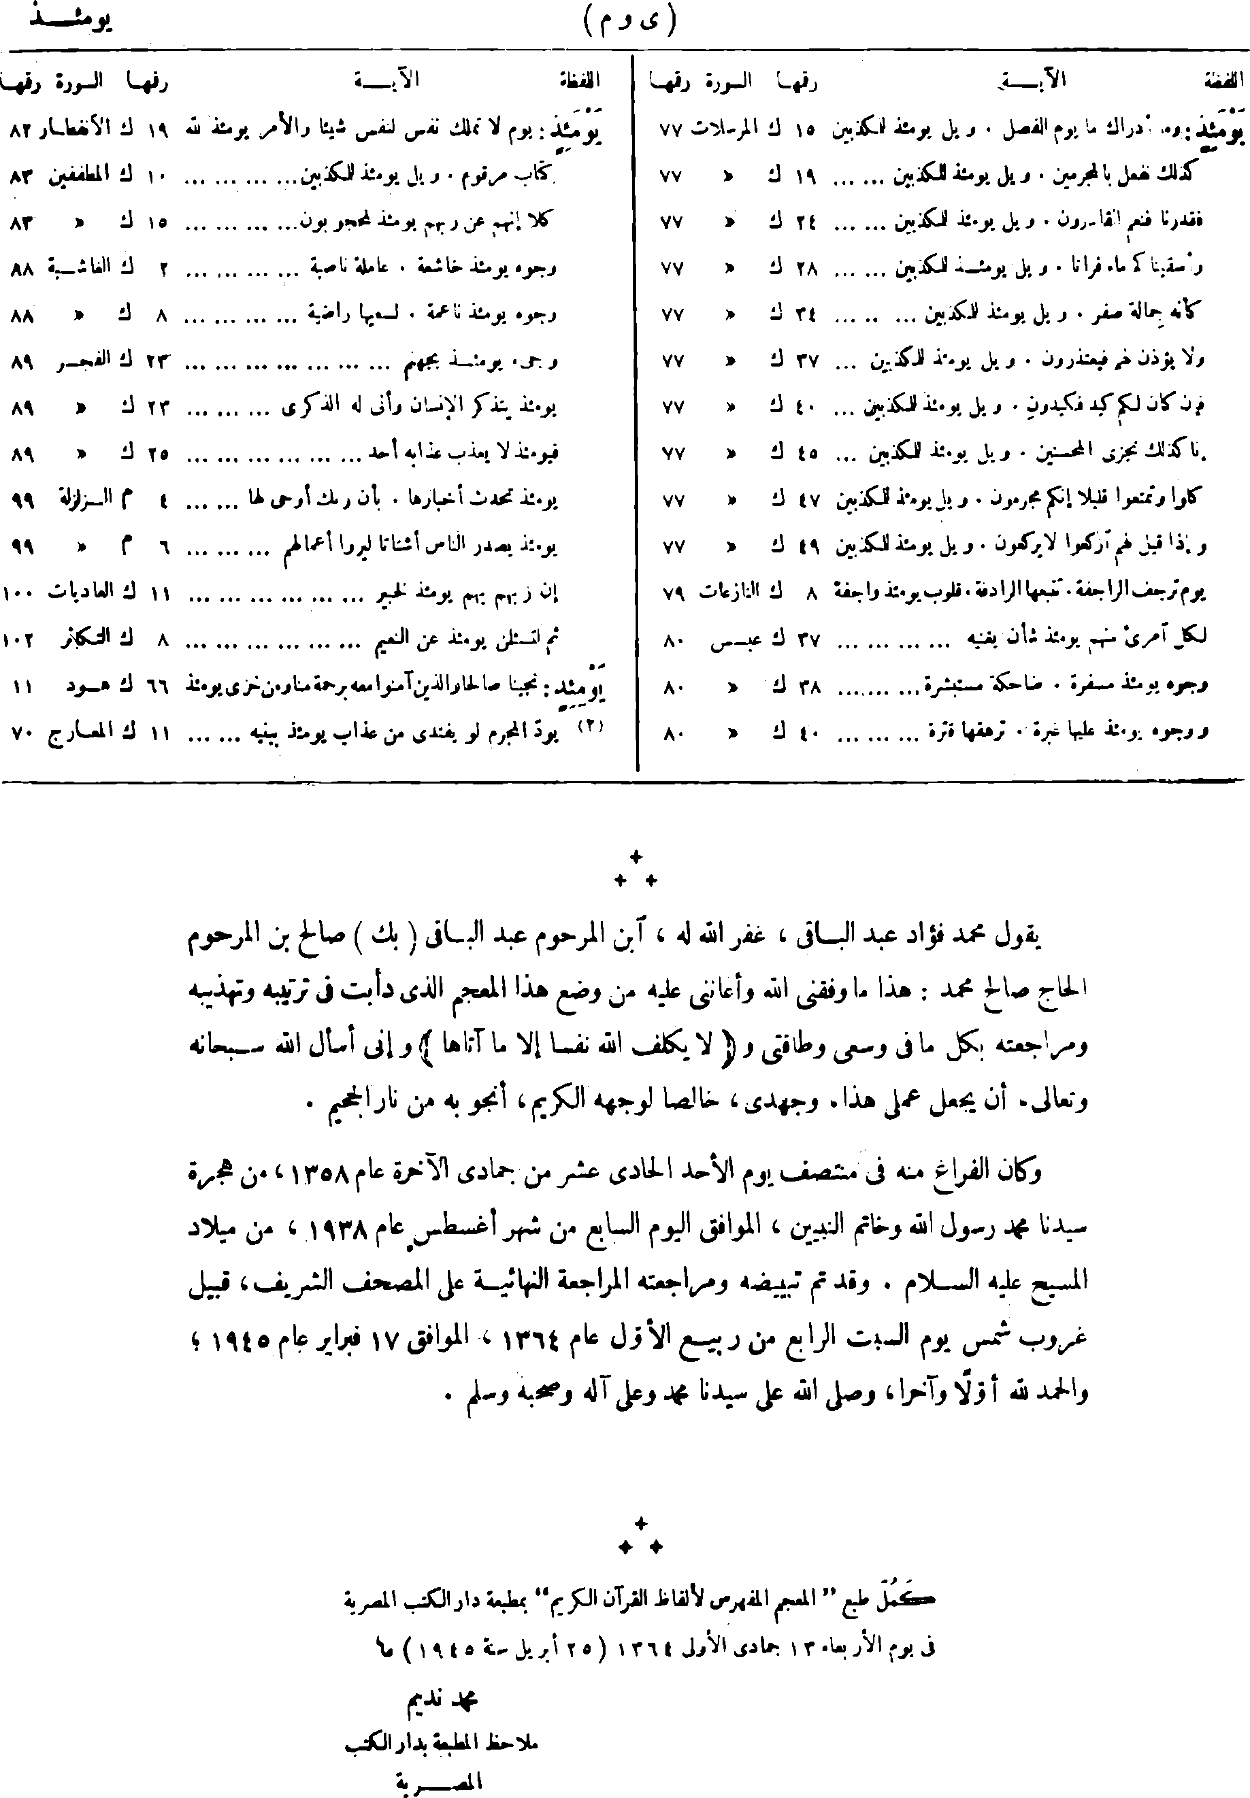 (ى و م)
يومئذ
اللفظة الآية رقمها السورة رقمها
يَوْمَئِذٍ: وما أدراك ما يوم الفصل . ويل يومئذ للمكذبين ١٥ ك المرسلات ٧٧
كذلك نفعل بالمجرمين . ويل يومئذ للمكذبين ... ... ١٩ ك » ٧٧
فقدرنا فنعم القادرون . ويل يومئذ للمكذبين ... ... ٢٤ ك » ٧٧
وأسقيناكم ماء فراتا . ويل يومئذ للمكذبين ... ... ٢٨ ك » ٧٧
كأنه جمالة صفر . ويل يومئذ للمكذبين ... ... ... ٣٤ ك » ٧٧
ولا يؤذن لهم فيعتذرون . ويل يومئذ للمكذبين ... ٣٧ ك » ٧٧
فإن كان لكم كيد فكيدون . ويل يومئذ للمكذبين ... ٤٠ ك » ٧٧
إنا كذلك نجزى المحسنين . ويل يومئذ للمكذبين ... ٤٥ ك » ٧٧
كلوا وتمتعوا قليلا إنكم مجرمون . ويل يومئذ للمكذبين ٤٧ ك » ٧٧
وإذا قيل لهم آركعوا لا يركعون . ويل يومئذ للمكذبين ٤٩ ك » ٧٧
يوم ترجف الراجفة . تتبعها الرادفة . قلوب يومئذ واجفة ٨ ك النازعات ٧٩
لكل آمرئ منهم يومئذ شأن يغنيه ... ... ... ... ٣٧ ك عبس ٨٠
وجوه يومئذ مسفرة . ضاحكة مستبشرة ... ... ... ٣٨ ك » ٨٠
ووجوه يومئذ عليها غبرة . ترهقها قترة ... ... ... ٤٠ ك » ٨٠
اللفظة الآية رقمها السورة رقمها
يَوْمَئِذٍ: يوم لا تملك نفس لنفس شيئا والأمر يومئذ لله ١٩ ك الانفطار ٨٢
كتاب مرقوم . ويل يومئذ للمكذبين ... ... ... ... ١٠ ك المطففين ٨٣
كلا إنهم عن ربهم يومئذ لمحجوبون ... ... ... ... ١٥ ك » ٨٣
وجوه يومئذ خاشعة . عاملة ناصبة ... ... ... ... ٢ ك الغاشية ٨٨
وجوه يومئذ ناعمة . لسعيها راضية ... ... ... ... ٨ ك » ٨٨
وجىء يومئذ بجهنم ... ... ... ... ... ... ... ٢٣ ك الفجر ٨٩
يومئذ يتذكر الإنسان وأنى له الذكرى ... ... ... ٢٣ ك » ٨٩
فيومئذ لا يعذب عذابه أحد ... ... ... ... ... ... ٢٥ ك » ٨٩
يومئذ تحدث أخبارها . بأن ربك أوحى لها ... ... ٤ م الزلزلة ٩٩
يومئذ يصدر الناس أشتاتا ليروا أعمالهم ... ... ... ٦ م » ٩٩
إن ربهم بهم يومئذ لخبير ... ... ... ... ... ... ١١ ك العاديات ١٠٠
ثم لتسئلن يومئذ عن النعيم ... ... ... ... ... ... ٨ ك التكاثر ١٠٢
يَوْمِئِذٍ: نجينا صالحا والذين آمنوا معه برحمة منا ومن خزى يومئذ ٦٦ ك هود ١١
(٢) يودّ المجرم لو يفتدى من عذاب يومئذ ببنيه ... ... ١١ ك المعارج ٧٠
يقول محمد فؤاد عبد الباقى ، غفر الله له ، آبن المرحوم عبد الباقى ( بك ) صالح بن المرحوم
الحاج صالح محمد : هذا ما وفقنى الله وأعاننى عليه من وضع هذا المعجم الذى دأبت فى ترتيبه وتهذيبه
ومراجعته بكل ما فى وسعى وطاقتى و﴿ لا يكلف الله نفسا إلا ما آتاها ﴾ وإنى أسأل الله سبحانه
وتعالى. أن يجعل عملى هذا. وجهدى ، خالصا لوجهه الكريم ، أنجو به من نار الجحيم .
وكان الفراغ منه فى منتصف يوم الأحد الحادى عشر من جمادى الآخرة عام ١٣٥٨ ، من هجرة
سيدنا محمد رسول الله وخاتم النبيين ، الموافق اليوم السابع من شهر أغسطس عام ١٩٣٨ ، من ميلاد
المسيح عليه السلام . وقد تم تبييضه ومراجعته المراجعة النهائية على المصحف الشريف ، قبيل
غروب شمس يوم السبت الرابع من ربيع الأوّل عام ١٣٦٤ ، الموافق ١٧ فبراير عام ١٩٤٥ ؛
والحمد لله أوّلًا وآخرا ، وصلى الله على سيدنا محمد وعلى آله وصحبه وسلم .
كَمُلَ طبع " المعجم المفهرس لألفاظ القرآن الكريم " بمطبعة دار الكتب المصرية
فى يوم الأربعاء ١٣ جمادى الأولى ١٣٦٤ ( ٢٥ أبريل سنة ١٩٤٥ ) م
محمد نديم
ملاحظ المطبعة بدار الكتب
المصرية